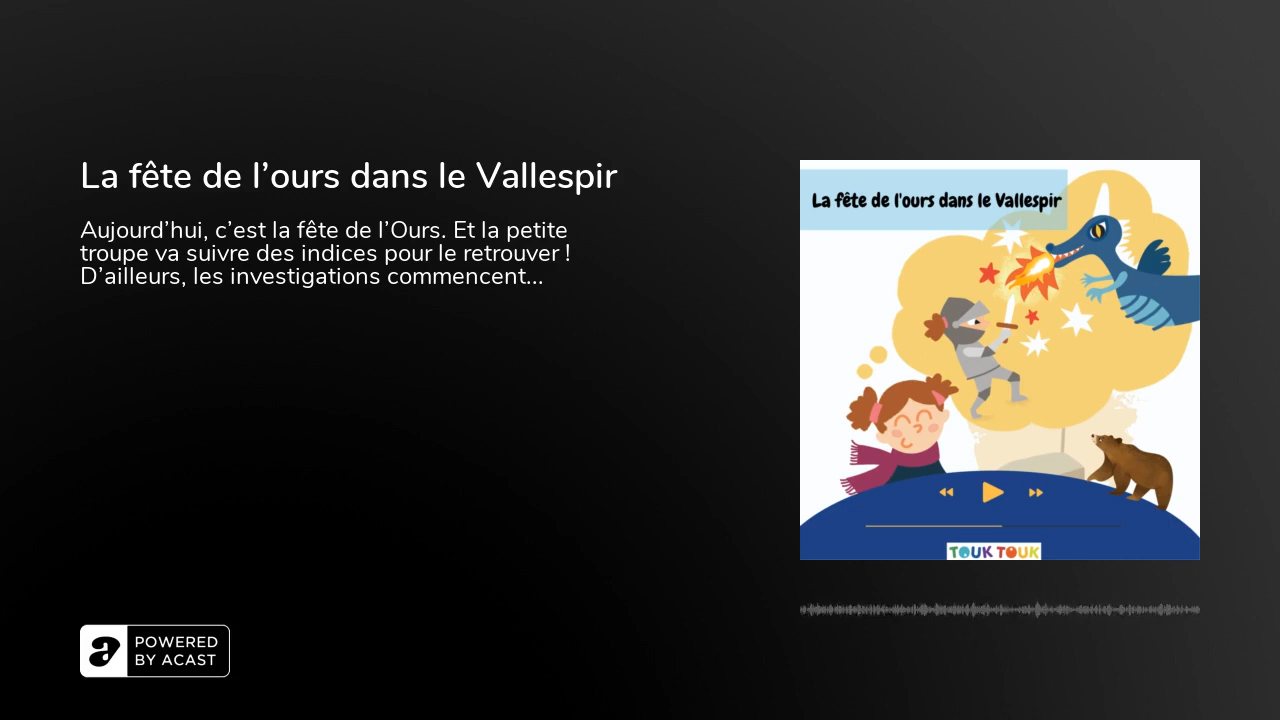 La fête de l’ours dans le Vallespir
Aujourd’hui, c’est la fête de l’Ours. Et la petite
troupe va suivre des indices pour le retrouver !
D’ailleurs, les investigations commencent...
La fête de l'ours dans le Vallespir
TOUK TOUK
POWERED
BY ACAST